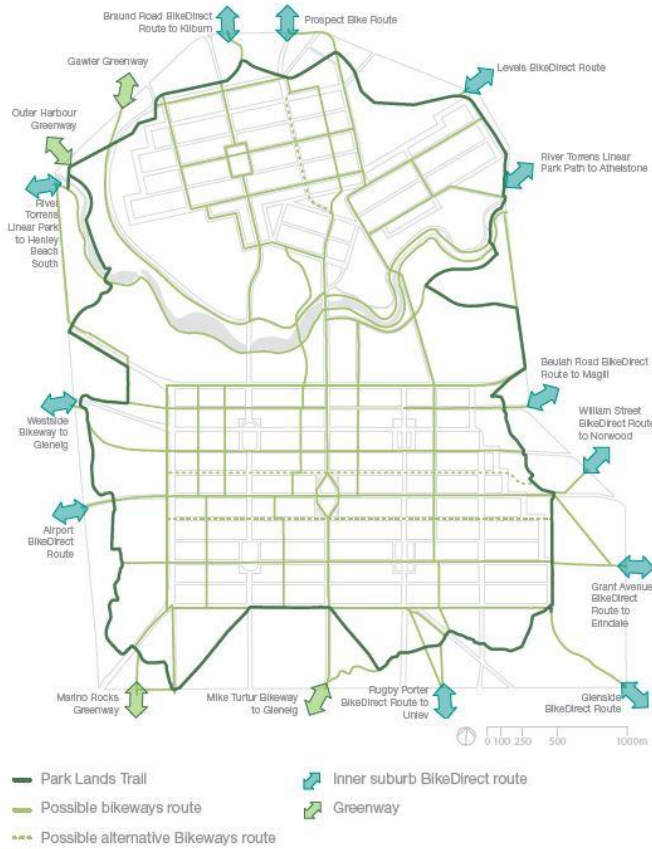 Braund Road BikeDirect
Route to Kilburn
Prospect Bike Route
Gawler Greenway
Levels BikeDirect Route
Outer Harbour
Greenway
River Torrens Linear
Park Path to Athelstone
River
Torrens
Linear Park
to Henley
Beach
South
Beulah Road BikeDirect
Route to Magill
William Street
BikeDirect Route
to Norwood
Westside
Bikeway to
Glenelg
Airport
BikeDirect
Route
Grant Avenue
BikeDirect
Route to
Erindale
Marino Rocks
Greenway
Mike Turtur Bikeway
to Glenelg
Rugby Porter
BikeDirect Route to
Unley
Glenside
BikeDirect Route
0 100 250 500 1000m
Park Lands Trail
Possible bikeways route
Possible alternative Bikeways route
Inner suburb BikeDirect route
Greenway